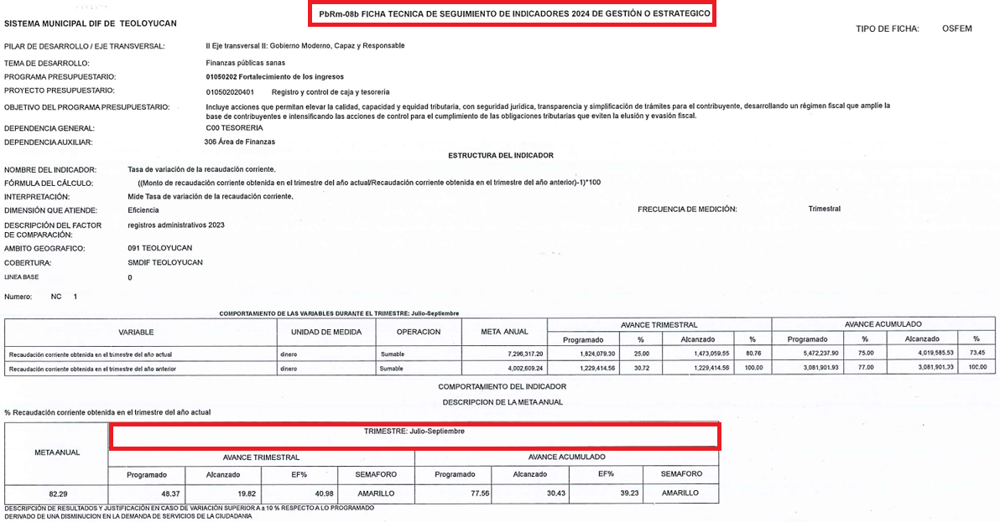 PbRm-08b FICHA TECNICA DE SEGUIMIENTO DE INDICADORES 2024 DE GESTIÓN O ESTRATEGICO
SISTEMA MUNICIPAL DIF DE TEOLOYUCAN
TIPO DE FICHA: OSFEM
PILAR DE DESARROLLO / EJE TRANSVERSAL: II Eje transversal II: Gobierno Moderno, Capaz y Responsable
TEMA DE DESARROLLO: Finanzas públicas sanas
PROGRAMA PRESUPUESTARIO: 01050202 Fortalecimiento de los ingresos
PROYECTO PRESUPUESTARIO: 010502020401 Registro y control de caja y tesorería
OBJETIVO DEL PROGRAMA PRESUPUESTARIO: Incluye acciones que permitan elevar la calidad, capacidad y equidad tributaria, con seguridad jurídica, transparencia y simplificación de trámites para el contribuyente, desarrollando un régimen fiscal que amplie la
base de contribuyentes e intensificando las acciones de control para el cumplimiento de las obligaciones tributarias que eviten la elusión y evasión fiscal.
DEPENDENCIA GENERAL: C00 TESORERIA
DEPENDENCIA AUXILIAR: 306 Área de Finanzas
ESTRUCTURA DEL INDICADOR
NOMBRE DEL INDICADOR: Tasa de variación de la recaudación corriente.
FÓRMULA DEL CÁLCULO: ((Monto de recaudación corriente obtenida en el trimestre del año actual/Recaudación corriente obtenida en el trimestre del año anterior)-1)*100
INTERPRETACIÓN: Mide Tasa de variación de la recaudación corriente.
DIMENSIÓN QUE ATIENDE: Eficiencia FRECUENCIA DE MEDICIÓN: Trimestral
DESCRIPCIÓN DEL FACTOR registros administrativos 2023
DE COMPARACIÓN:
AMBITO GEOGRAFICO: 091 TEOLOYUCAN
COBERTURA: SMDIF TEOLOYUCAN
LINEA BASE 0
Numero: NC 1
COMPORTAMIENTO DE LAS VARIABLES DURANTE EL TRIMESTRE: Julio-Septiembre
VARIABLE UNIDAD DE MEDIDA OPERACION META ANUAL AVANCE TRIMESTRAL AVANCE ACUMULADO
Programado % Alcanzado % Programado % Alcanzado %
Recaudación corriente obtenida en el trimestre del año actual dinero Sumable 7,296,317.20 1,824,079.30 25.00 1,473,059.55 80.76 5,472,237.90 75.00 4,019,585.53 73.45
Recaudación corriente obtenida en el trimestre del año anterior dinero Sumable 4,002,609.24 1,229,414.56 30.72 1,229,414.56 100.00 3,081,901.93 77.00 3,081,901.93 100.00
COMPORTAMIENTO DEL INDICADOR
DESCRIPCION DE LA META ANUAL
% Recaudación corriente obtenida en el trimestre del año actual
META ANUAL TRIMESTRE: Julio-Septiembre
AVANCE TRIMESTRAL AVANCE ACUMULADO
Programado Alcanzado EF% SEMAFORO Programado Alcanzado EF% SEMAFORO
82.29 48.37 19.82 40.98 AMARILLO 77.56 30.43 39.23 AMARILLO
DESCRIPCIÓN DE RESULTADOS Y JUSTIFICACIÓN EN CASO DE VARIACIÓN SUPERIOR A ± 10 % RESPECTO A LO PROGRAMADO
DERIVADO DE UNA DISMINUCION EN LA DEMANDA DE SERVICIOS DE LA CIUDADANIA